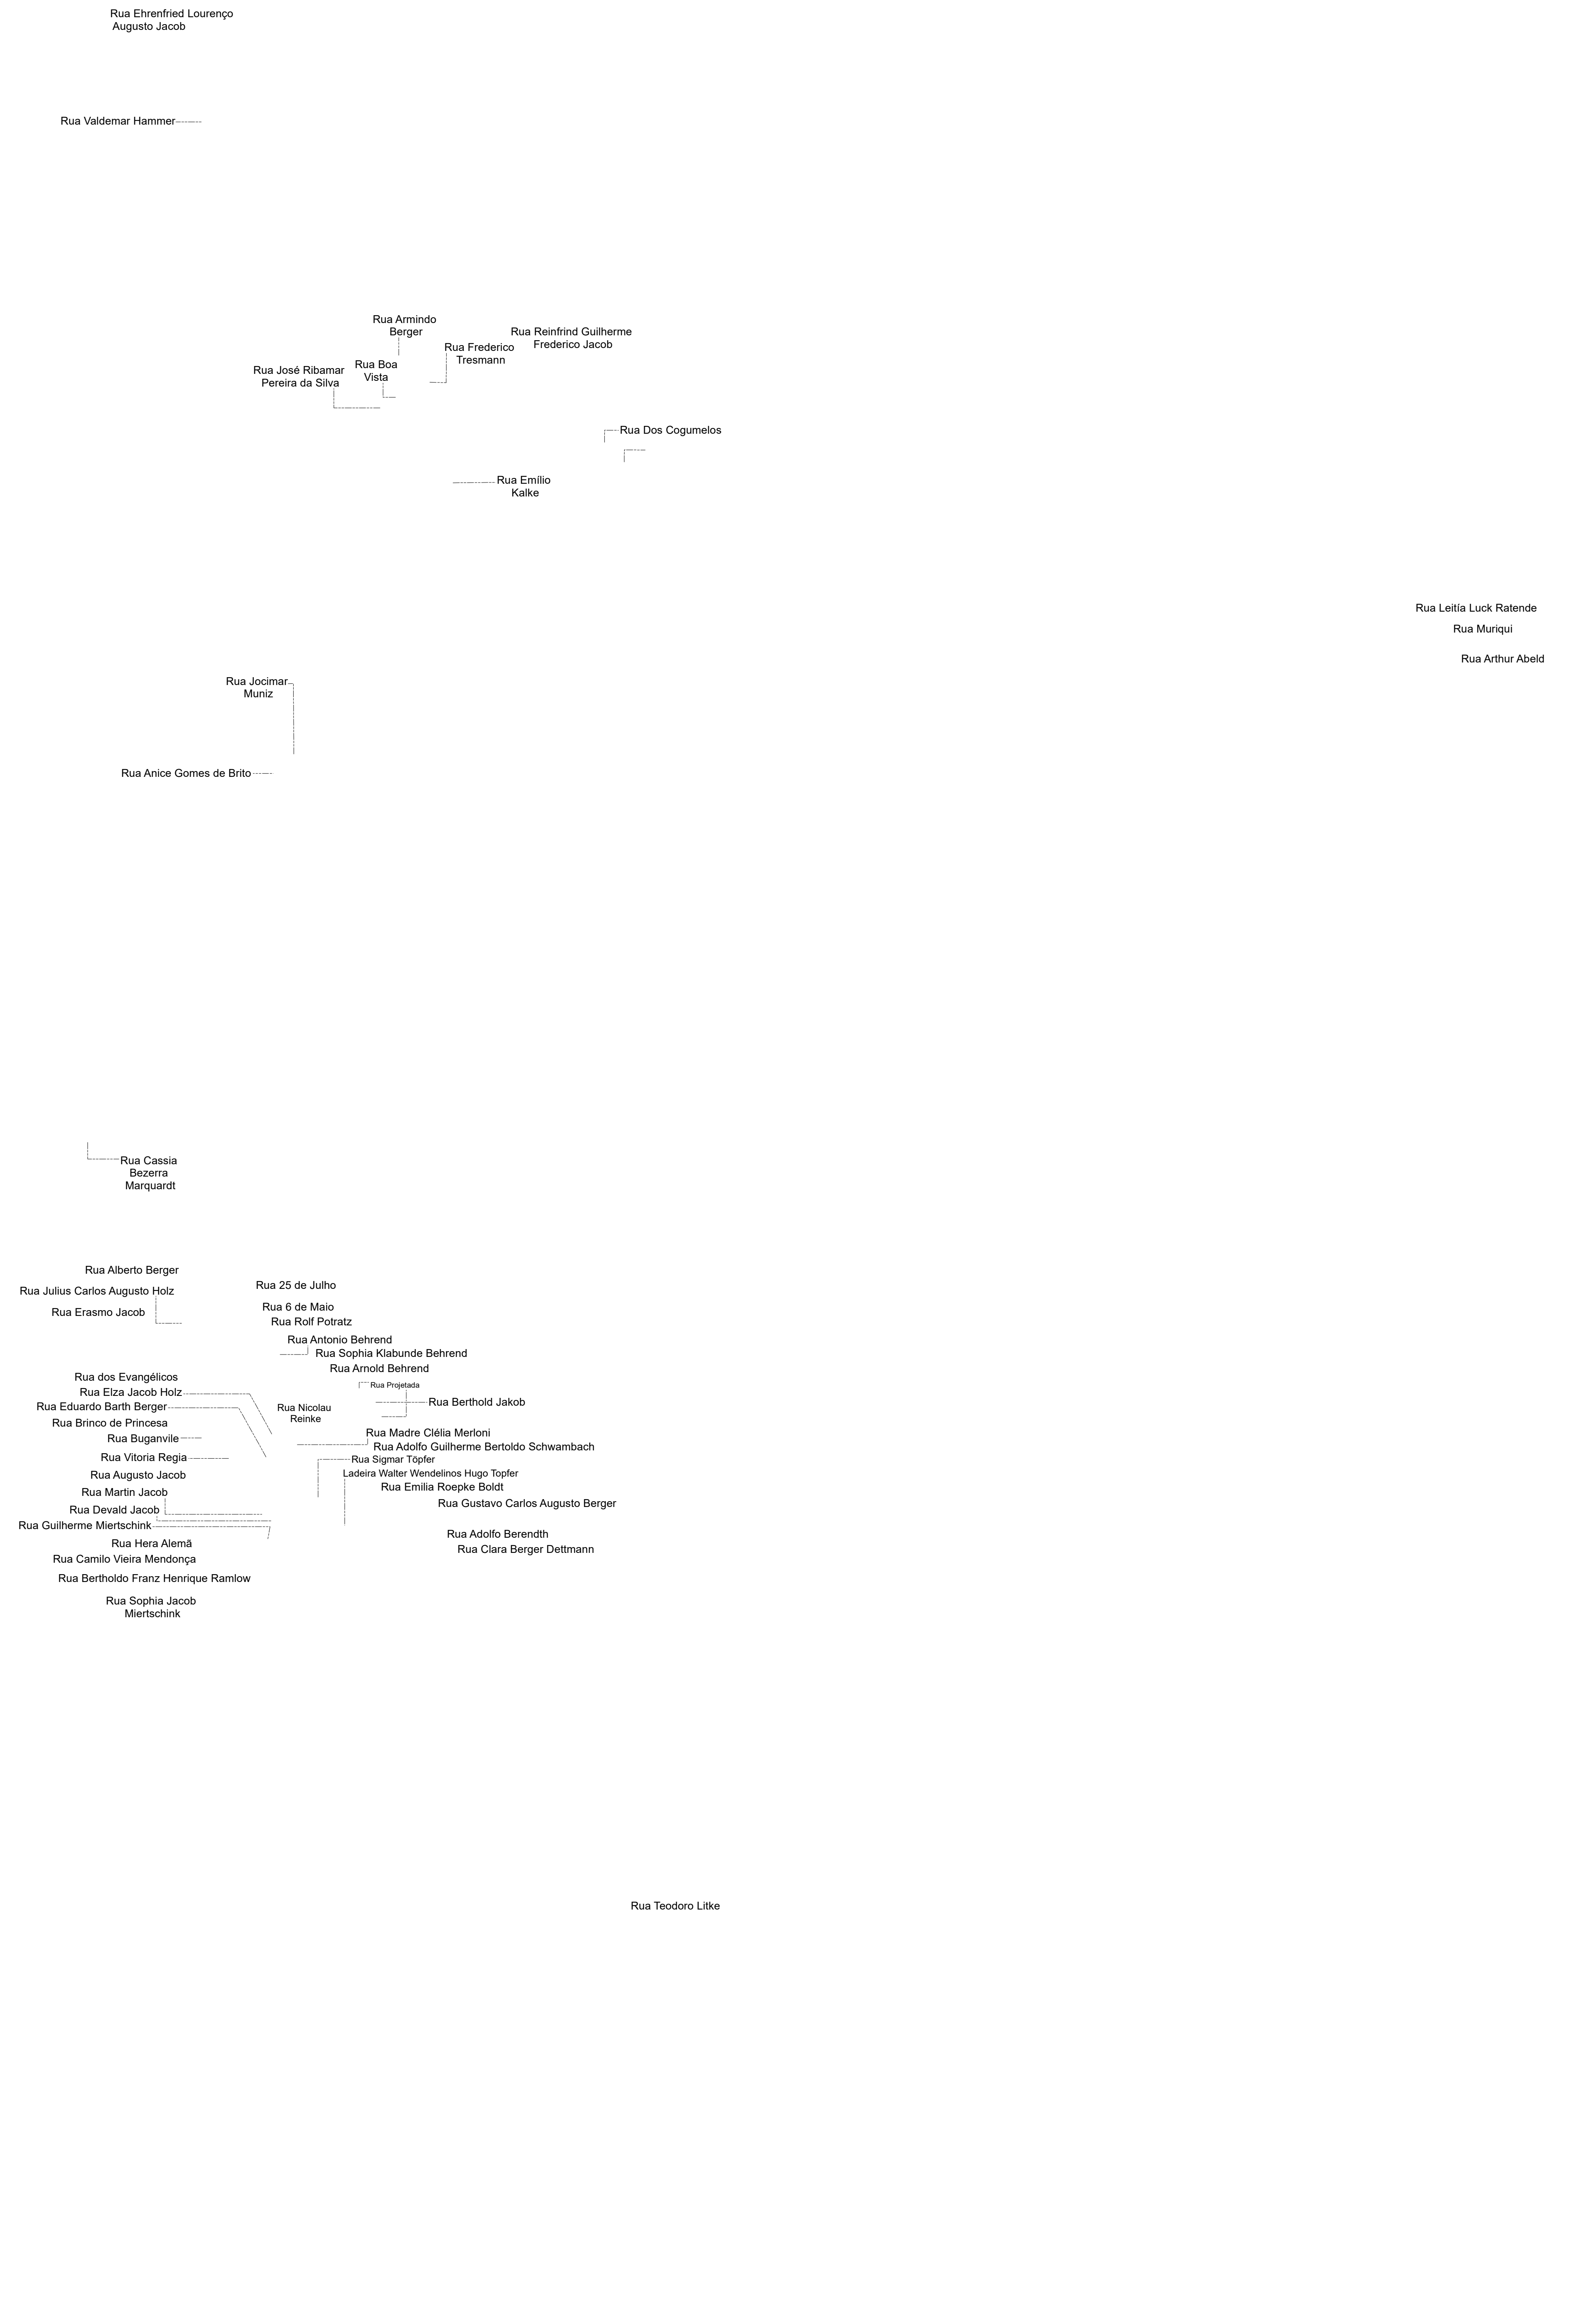 Rua Ehrenfried Lourenço
Augusto Jacob
Rua Valdemar Hammer
Rua Armindo
Berger
Rua Reinfrind Guilherme
Frederico Jacob
Rua Frederico
Tresmann
Rua Boa
Vista
Rua José Ribamar
Pereira da Silva
Rua Dos Cogumelos
Rua Emílio
Kalke
Rua Leitía Luck Ratende
Rua Muriqui
Rua Arthur Abeld
Rua Jocimar
Muniz
Rua Anice Gomes de Brito
Rua Cassia
Bezerra
Marquardt
Rua Alberto Berger
Rua Julius Carlos Augusto Holz
Rua Erasmo Jacob
Rua 25 de Julho
Rua 6 de Maio
Rua Rolf Potratz
Rua Antonio Behrend
Rua Sophia Klabunde Behrend
Rua Arnold Behrend
Rua Projetada
Rua Berthold Jakob
Rua dos Evangélicos
Rua Elza Jacob Holz
Rua Eduardo Barth Berger
Rua Brinco de Princesa
Rua Buganvile
Rua Vitoria Regia
Rua Augusto Jacob
Rua Martin Jacob
Rua Devald Jacob
Rua Guilherme Miertschink
Rua Hera Alemã
Rua Camilo Vieira Mendonça
Rua Bertholdo Franz Henrique Ramlow
Rua Sophia Jacob
Miertschink
Rua Nicolau
Reinke
Rua Madre Clélia Merloni
Rua Adolfo Guilherme Bertoldo Schwambach
Rua Sigmar Töpfer
Ladeira Walter Wendelinos Hugo Topfer
Rua Emilia Roepke Boldt
Rua Gustavo Carlos Augusto Berger
Rua Adolfo Berendth
Rua Clara Berger Dettmann
Rua Teodoro Litke